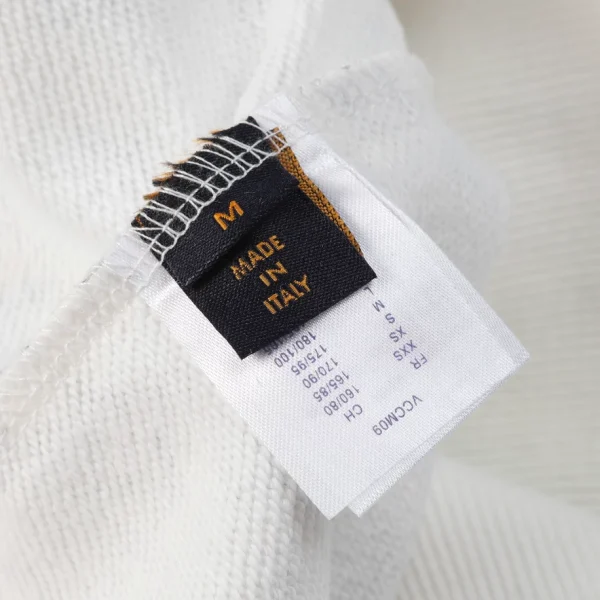 M
MADE
IN
ITALY
VCCM09
FR CH
XXS 160/80
XS 165/85
S 170/90
M 175/95
L 180/100